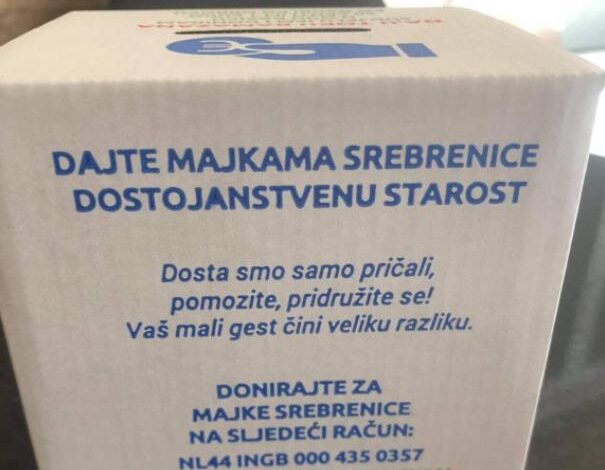 DAJTE MAJKAMA SREBRENICE
DOSTOJANSTVENU STAROST
Dosta smo samo pričali,
pomozite, pridružite se!
Vaš mali gest čini veliku razliku.
DONIRAJTE ZA
MAJKE SREBRENICE
NA SLJEDEĆI RAČUN:
NL44 INGB 000 435 0357